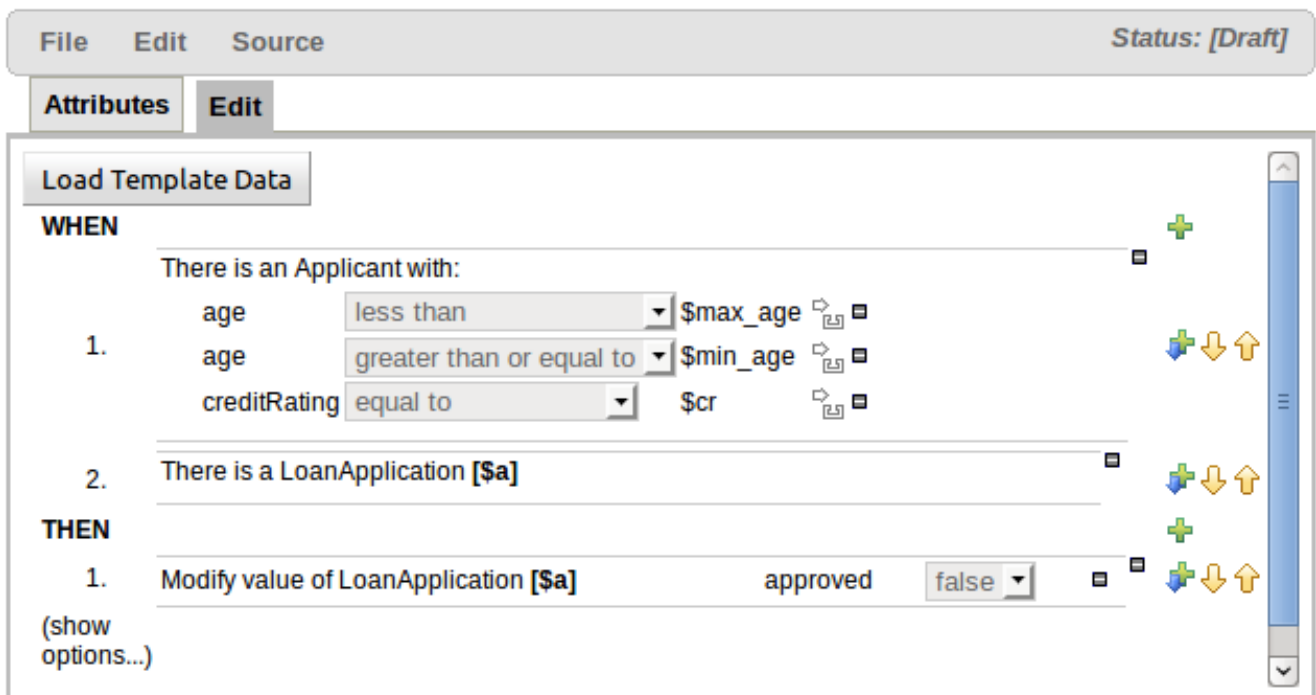 File Edit Source Status: [Draft]
Attributes Edit
Load Template Data
WHEN
There is an Applicant with:
age less than $max_age
1.
age greater than or equal to $min_age
creditRating equal to $cr
2. There is a LoanApplication [$a]
THEN
1. Modify value of LoanApplication [$a] approved false
(show
options...)